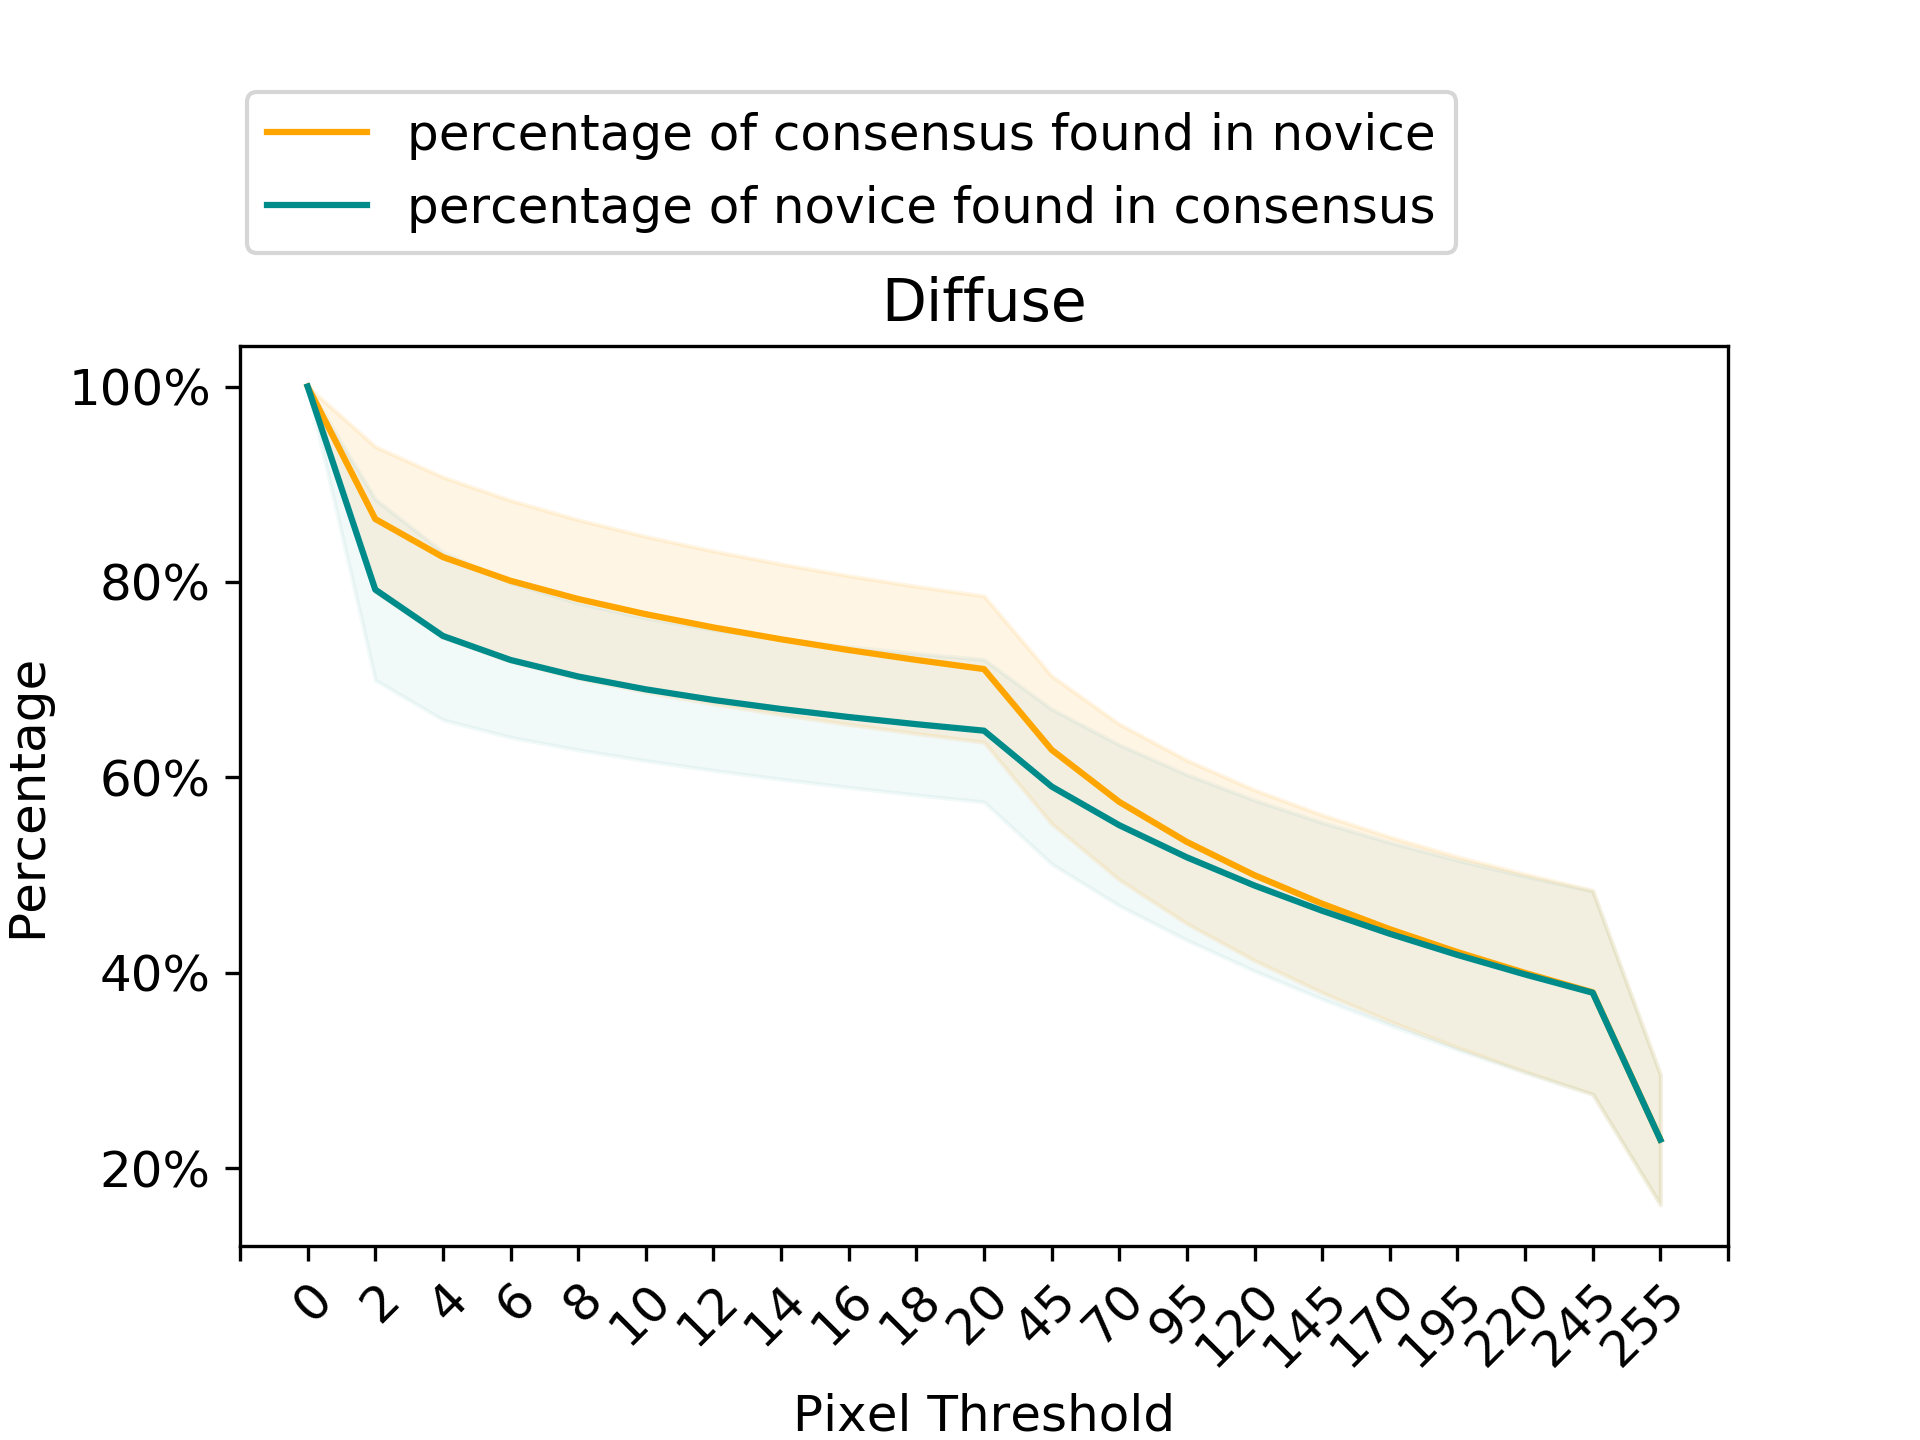 percentage of consensus found in novice
percentage of novice found in consensus
Diffuse
100%
80%
60%
40%
20%
Percentage
0 2 4 6 8 10 12 14 16 18 20 45 70 95 120 145 170 195 220 245 255
Pixel Threshold